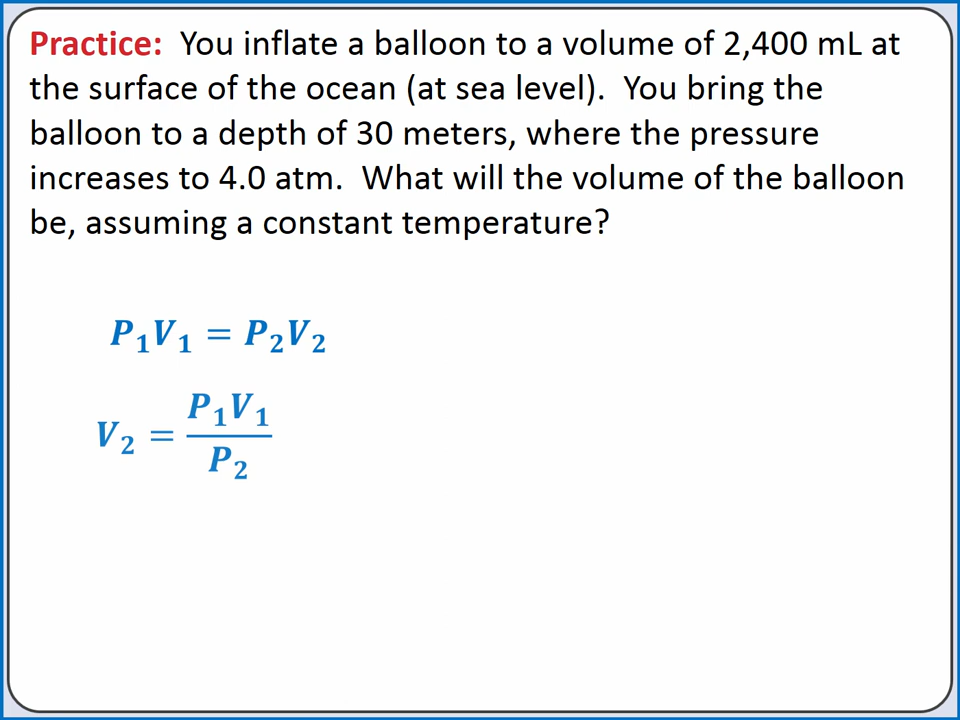 Practice: You inflate a balloon to a volume of 2,400 mL at
the surface of the ocean (at sea level). You bring the
balloon to a depth of 30 meters, where the pressure
increases to 4.0 atm. What will the volume of the balloon
be, assuming a constant temperature?
P₁V₁ = P₂V₂
V₂ = P₁V₁ / P₂